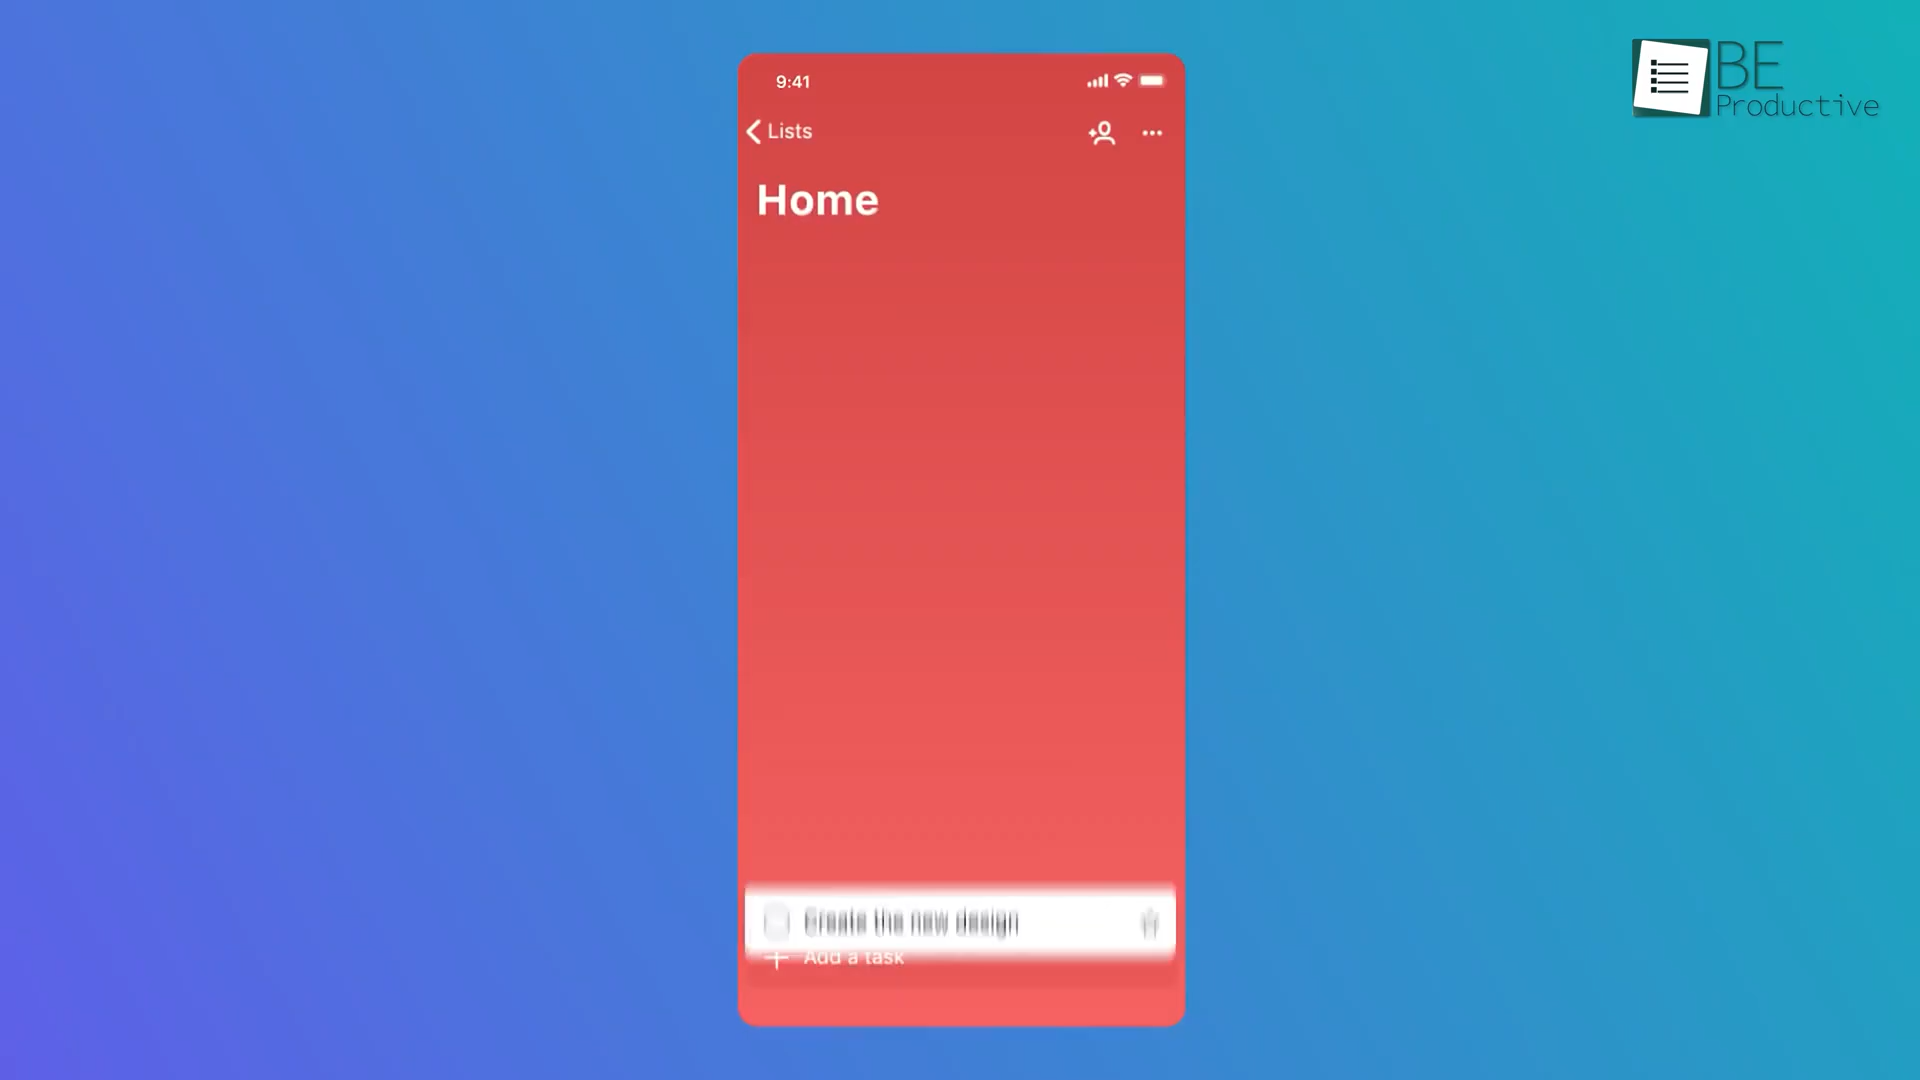 9:41
BE
Productive
Lists
Home
Create the new design
Add a task